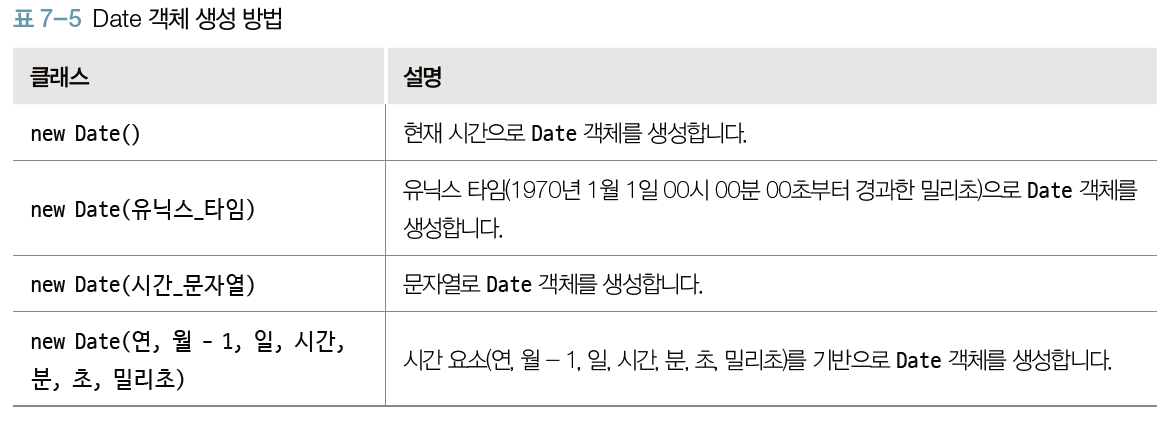 표 7-5 Date 객체 생성 방법
클래스 설명
new Date() 현재 시간으로 Date 객체를 생성합니다.
new Date(유닉스_타임) 유닉스 타임(1970년 1월 1일 00시 00분 00초부터 경과한 밀리초)으로 Date 객체를
생성합니다.
new Date(시간_문자열) 문자열로 Date 객체를 생성합니다.
new Date(연, 월 - 1, 일, 시간,
분, 초, 밀리초)
시간 요소(연, 월 - 1, 일, 시간, 분, 초, 밀리초)를 기반으로 Date 객체를 생성합니다.